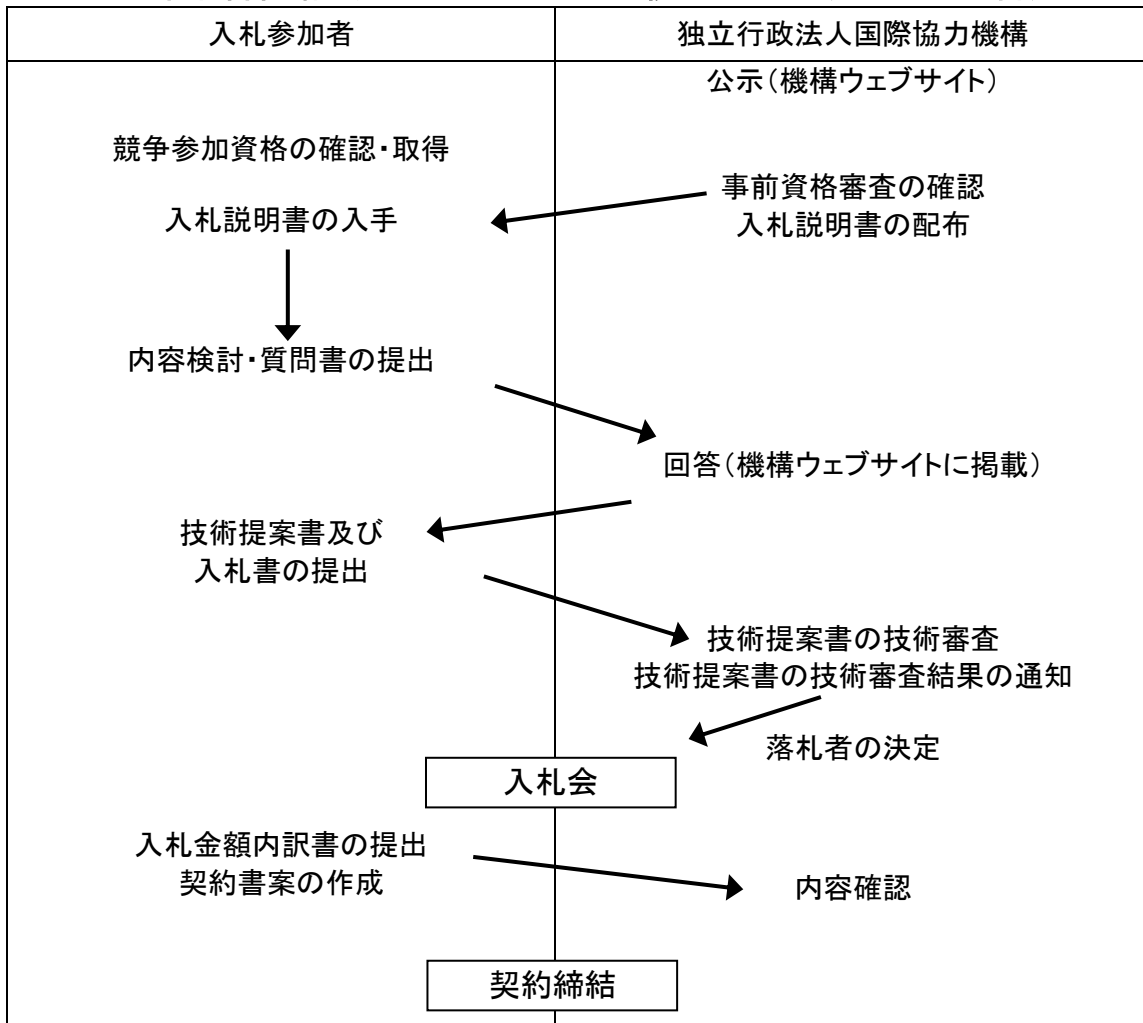 入札参加者
独立行政法人国際協力機構
公示(機構ウェブサイト)
競争参加資格の確認・取得
事前資格審査の確認
入札説明書の配布
入札説明書の入手
内容検討・質問書の提出
回答(機構ウェブサイトに掲載)
技術提案書及び
入札書の提出
技術提案書の技術審査
技術提案書の技術審査結果の通知
落札者の決定
入札会
入札金額内訳書の提出
契約書案の作成
内容確認
契約締結